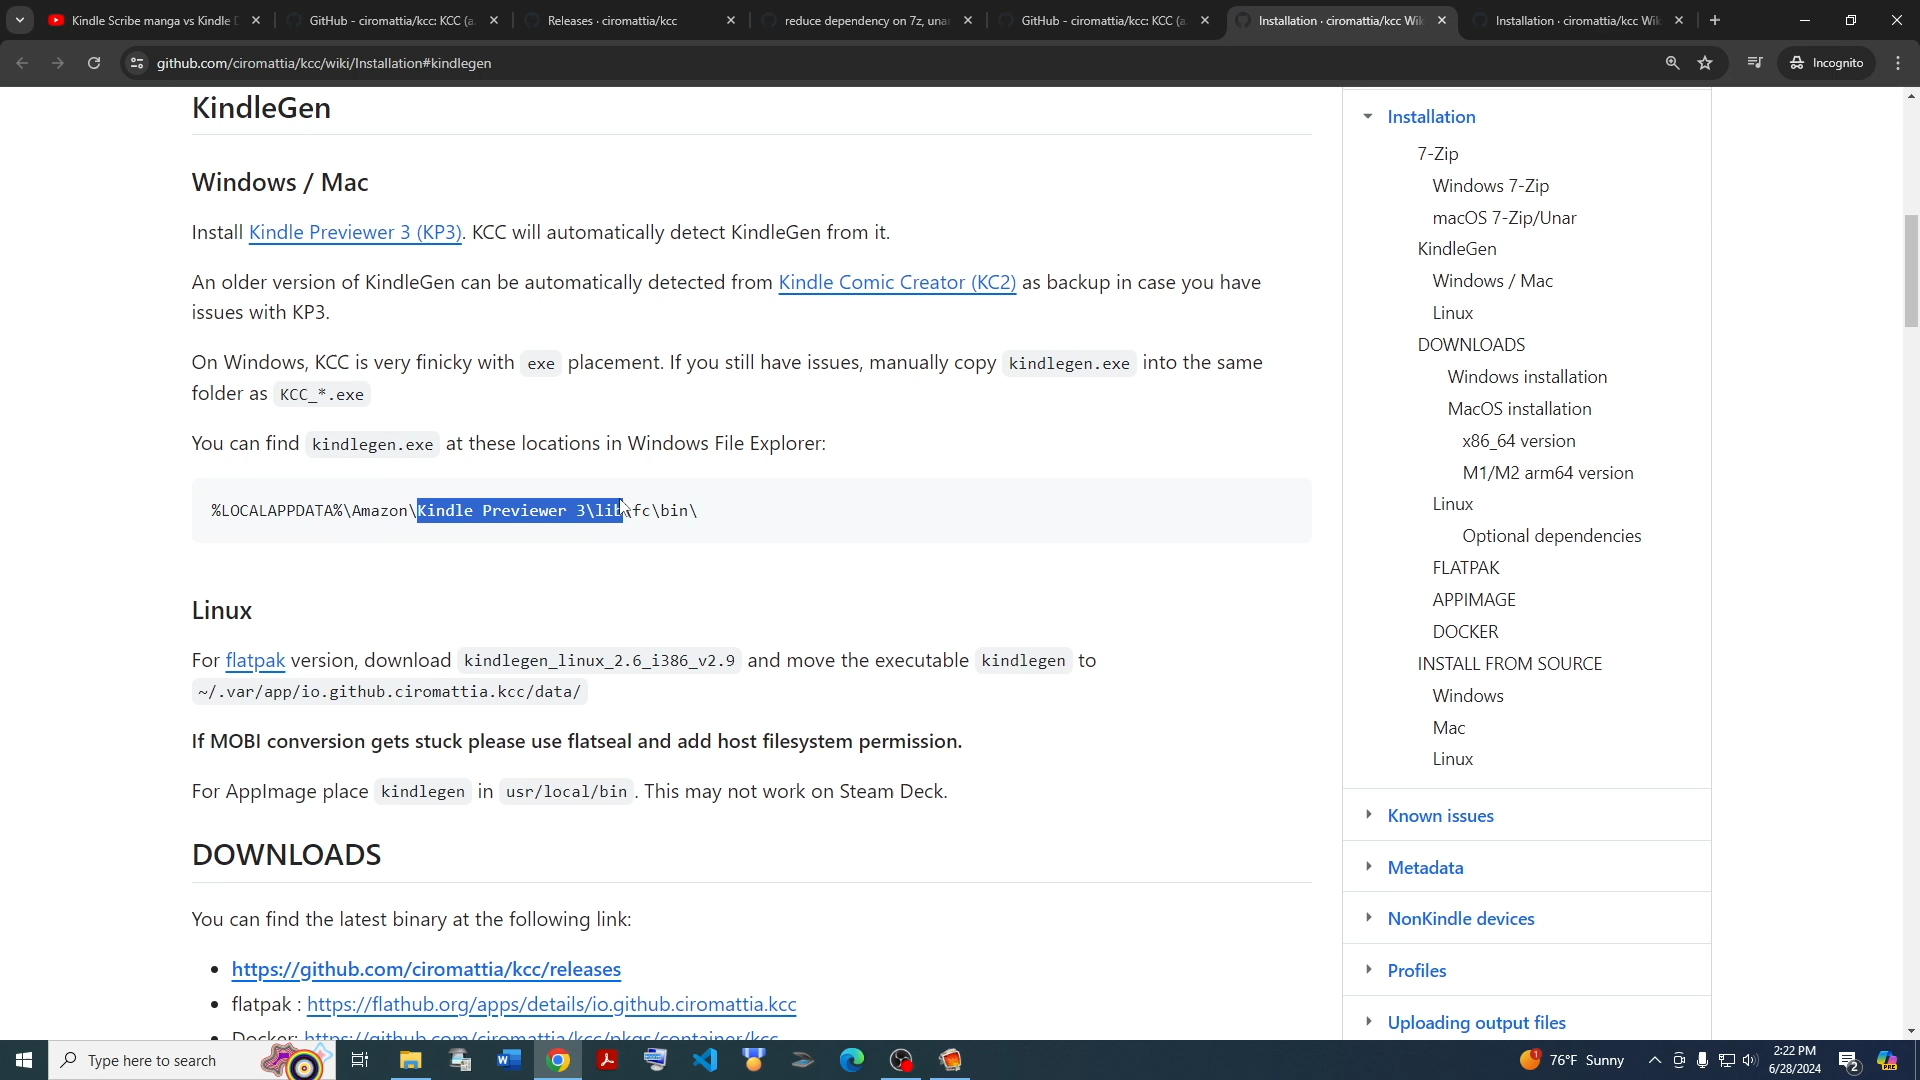 Kindle Scribe manga vs Kindle
GitHub - ciromattia/kcc: KCC (a
Releases · ciromattia/kcc
reduce dependency on 7z, unar
GitHub - ciromattia/kcc: KCC (a
Installation · ciromattia/kcc Wik
Installation · ciromattia/kcc Wik
github.com/ciromattia/kcc/wiki/Installation#kindlegen
Incognito
KindleGen
Windows / Mac
Install Kindle Previewer 3 (KP3). KCC will automatically detect KindleGen from it.
An older version of KindleGen can be automatically detected from Kindle Comic Creator (KC2) as backup in case you have
issues with KP3.
On Windows, KCC is very finicky with exe placement. If you still have issues, manually copy kindlegen.exe into the same
folder as KCC_*.exe
You can find kindlegen.exe at these locations in Windows File Explorer:
%LOCALAPPDATA%\Amazon\Kindle Previewer 3\lib\fc\bin\
Linux
For flatpak version, download kindlegen_linux_2.6_i386_v2.9 and move the executable kindlegen to
~/.var/app/io.github.ciromattia.kcc/data/
If MOBI conversion gets stuck please use flatseal and add host filesystem permission.
For AppImage place kindlegen in usr/local/bin . This may not work on Steam Deck.
DOWNLOADS
You can find the latest binary at the following link:
https://github.com/ciromattia/kcc/releases
flatpak : https://flathub.org/apps/details/io.github.ciromattia.kcc
Docker: https://github.com/ciromattia/kcc/pkgs/container/kcc
Installation
7-Zip
Windows 7-Zip
macOS 7-Zip/Unar
KindleGen
Windows / Mac
Linux
DOWNLOADS
Windows installation
MacOS installation
x86_64 version
M1/M2 arm64 version
Linux
Optional dependencies
FLATPAK
APPIMAGE
DOCKER
INSTALL FROM SOURCE
Windows
Mac
Linux
Known issues
Metadata
NonKindle devices
Profiles
Uploading output files
Type here to search
76°F Sunny
2:22 PM
6/28/2024
2